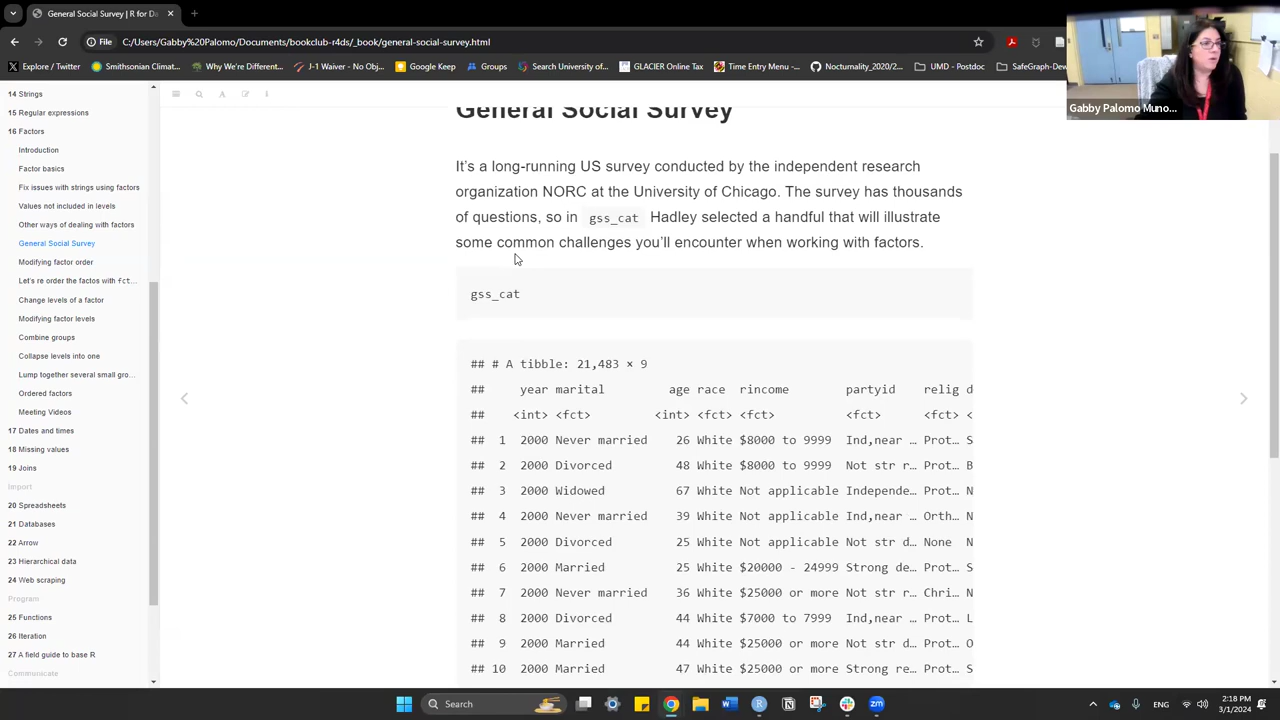 General Social Survey | R for Da
File
C:/Users/Gabby%20Palomo/Documents/bookclub-r4ds/_book/general-social-survey.html
Explore / Twitter
Smithsonian Climat...
J-1 Waiver - No Obj...
Google Keep
Groups
Search University of...
GLACIER Optional Te...
Time Entry Menu -...
Nocturnality_2020/2...
UMD - Postdoc
SafeGraph-Dewe
Gabby Palomo Muno...
14 Strings
15 Regular expressions
16 Factors
Introduction
Factor basics
Fix issues with strings using factors
Values not included in levels
Other ways of dealing with factors
General Social Survey
Modifying factor order
Let's re order the factos with fct...
Change levels of a factor
Modifying factor levels
Combine groups
Collapse levels into one
Lump together several small gro...
Ordered factors
Meeting Videos
17 Dates and times
18 Missing values
19 Joins
Import
20 Spreadsheets
21 Databases
22 Arrow
23 Hierarchical data
24 Web scraping
Program
25 Functions
26 Iteration
27 A field guide to base R
Communicate
General Social Survey
It's a long-running US survey conducted by the independent research
organization NORC at the University of Chicago. The survey has thousands
of questions, so in gss_cat Hadley selected a handful that will illustrate
some common challenges you'll encounter when working with factors.
gss_cat
## # A tibble: 21,483 × 9
## year marital age race rincome partyid relig d
## <int> <fct> <int> <fct> <fct> <fct> <fct> <
## 1 2000 Never married 26 White $8000 to 9999 Ind,near … Prot… S
## 2 2000 Divorced 48 White $8000 to 9999 Not str r… Prot… B
## 3 2000 Widowed 67 White Not applicable Independe… Prot… N
## 4 2000 Never married 39 White Not applicable Ind,near … Orth… N
## 5 2000 Divorced 25 White Not applicable Not str d… None N
## 6 2000 Married 25 White $20000 - 24999 Strong de… Prot… S
## 7 2000 Never married 36 White $25000 or more Not str r… Chri… N
## 8 2000 Divorced 44 White $7000 to 7999 Ind,near … Prot… L
## 9 2000 Married 44 White $25000 or more Not str d… Prot… O
## 10 2000 Married 47 White $25000 or more Strong re… Prot… S
Search
ENG
2:18 PM
3/1/2024